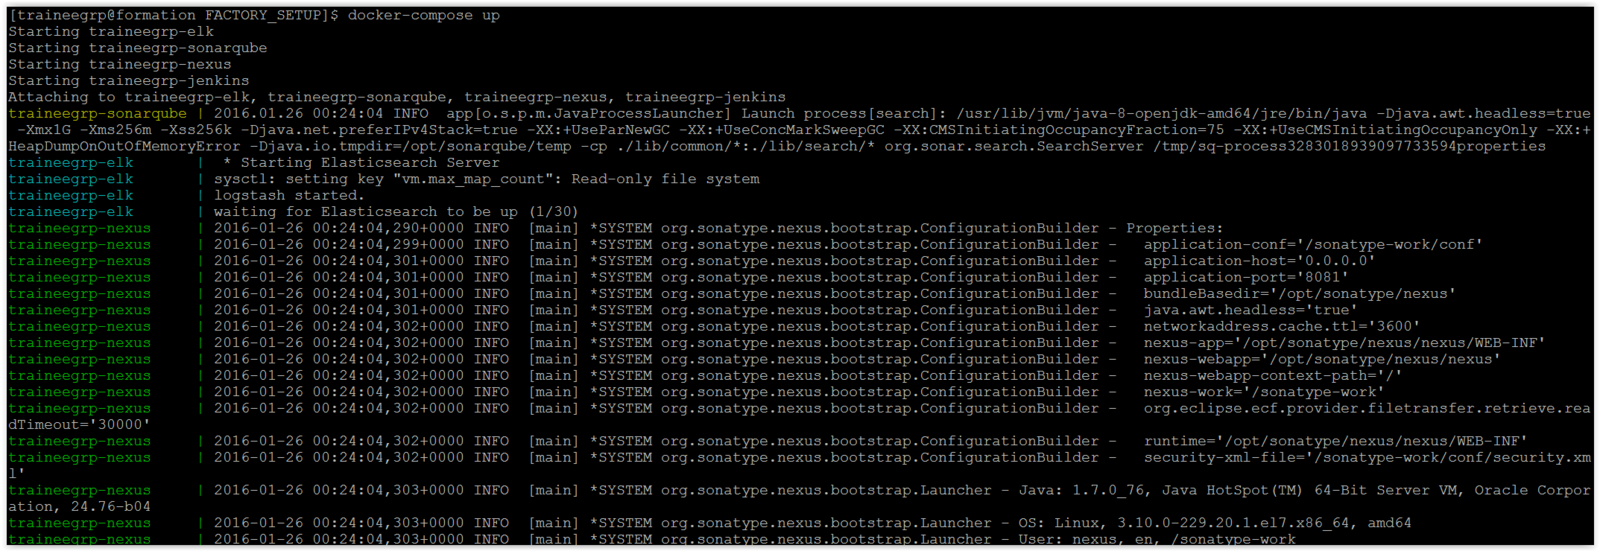 [traineegrp@formation FACTORY_SETUP]$ docker-compose up
Starting traineegrp-elk
Starting traineegrp-sonarqube
Starting traineegrp-nexus
Starting traineegrp-jenkins
Attaching to traineegrp-elk, traineegrp-sonarqube, traineegrp-nexus, traineegrp-jenkins
traineegrp-sonarqube | 2016.01.26 00:24:04 INFO  app[o.s.p.m.JavaProcessLauncher] Launch process[search]: /usr/lib/jvm/java-8-openjdk-amd64/jre/bin/java -Djava.awt.headless=true
 -Xmx1G -Xms256m -Xss256k -Djava.net.preferIPv4Stack=true -XX:+UseParNewGC -XX:+UseConcMarkSweepGC -XX:CMSInitiatingOccupancyFraction=75 -XX:+UseCMSInitiatingOccupancyOnly -XX:+
HeapDumpOnOutOfMemoryError -Djava.io.tmpdir=/opt/sonarqube/temp -cp ./lib/common/*:./lib/search/* org.sonar.search.SearchServer /tmp/sq-process3283018939097733594properties
traineegrp-elk       |  * Starting Elasticsearch Server
traineegrp-elk       | sysctl: setting key "vm.max_map_count": Read-only file system
traineegrp-elk       | logstash started.
traineegrp-elk       | waiting for Elasticsearch to be up (1/30)
traineegrp-nexus     | 2016-01-26 00:24:04,290+0000 INFO  [main] *SYSTEM org.sonatype.nexus.bootstrap.ConfigurationBuilder - Properties:
traineegrp-nexus     | 2016-01-26 00:24:04,299+0000 INFO  [main] *SYSTEM org.sonatype.nexus.bootstrap.ConfigurationBuilder -   application-conf='/sonatype-work/conf'
traineegrp-nexus     | 2016-01-26 00:24:04,301+0000 INFO  [main] *SYSTEM org.sonatype.nexus.bootstrap.ConfigurationBuilder -   application-host='0.0.0.0'
traineegrp-nexus     | 2016-01-26 00:24:04,301+0000 INFO  [main] *SYSTEM org.sonatype.nexus.bootstrap.ConfigurationBuilder -   application-port='8081'
traineegrp-nexus     | 2016-01-26 00:24:04,301+0000 INFO  [main] *SYSTEM org.sonatype.nexus.bootstrap.ConfigurationBuilder -   bundleBasedir='/opt/sonatype/nexus'
traineegrp-nexus     | 2016-01-26 00:24:04,301+0000 INFO  [main] *SYSTEM org.sonatype.nexus.bootstrap.ConfigurationBuilder -   java.awt.headless='true'
traineegrp-nexus     | 2016-01-26 00:24:04,302+0000 INFO  [main] *SYSTEM org.sonatype.nexus.bootstrap.ConfigurationBuilder -   networkaddress.cache.ttl='3600'
traineegrp-nexus     | 2016-01-26 00:24:04,302+0000 INFO  [main] *SYSTEM org.sonatype.nexus.bootstrap.ConfigurationBuilder -   nexus-app='/opt/sonatype/nexus/nexus/WEB-INF'
traineegrp-nexus     | 2016-01-26 00:24:04,302+0000 INFO  [main] *SYSTEM org.sonatype.nexus.bootstrap.ConfigurationBuilder -   nexus-webapp='/opt/sonatype/nexus/nexus'
traineegrp-nexus     | 2016-01-26 00:24:04,302+0000 INFO  [main] *SYSTEM org.sonatype.nexus.bootstrap.ConfigurationBuilder -   nexus-webapp-context-path='/'
traineegrp-nexus     | 2016-01-26 00:24:04,302+0000 INFO  [main] *SYSTEM org.sonatype.nexus.bootstrap.ConfigurationBuilder -   nexus-work='/sonatype-work'
traineegrp-nexus     | 2016-01-26 00:24:04,302+0000 INFO  [main] *SYSTEM org.sonatype.nexus.bootstrap.ConfigurationBuilder -   org.eclipse.ecf.provider.filetransfer.retrieve.rea
dTimeout='30000'
traineegrp-nexus     | 2016-01-26 00:24:04,302+0000 INFO  [main] *SYSTEM org.sonatype.nexus.bootstrap.ConfigurationBuilder -   runtime='/opt/sonatype/nexus/nexus/WEB-INF'
traineegrp-nexus     | 2016-01-26 00:24:04,302+0000 INFO  [main] *SYSTEM org.sonatype.nexus.bootstrap.ConfigurationBuilder -   security-xml-file='/sonatype-work/conf/security.xm
l'
traineegrp-nexus     | 2016-01-26 00:24:04,303+0000 INFO  [main] *SYSTEM org.sonatype.nexus.bootstrap.Launcher - Java: 1.7.0_76, Java HotSpot(TM) 64-Bit Server VM, Oracle Corpor
ation, 24.76-b04
traineegrp-nexus     | 2016-01-26 00:24:04,303+0000 INFO  [main] *SYSTEM org.sonatype.nexus.bootstrap.Launcher - OS: Linux, 3.10.0-229.20.1.el7.x86_64, amd64
traineegrp-nexus     | 2016-01-26 00:24:04,303+0000 INFO  [main] *SYSTEM org.sonatype.nexus.bootstrap.Launcher - User: nexus, en, /sonatype-work